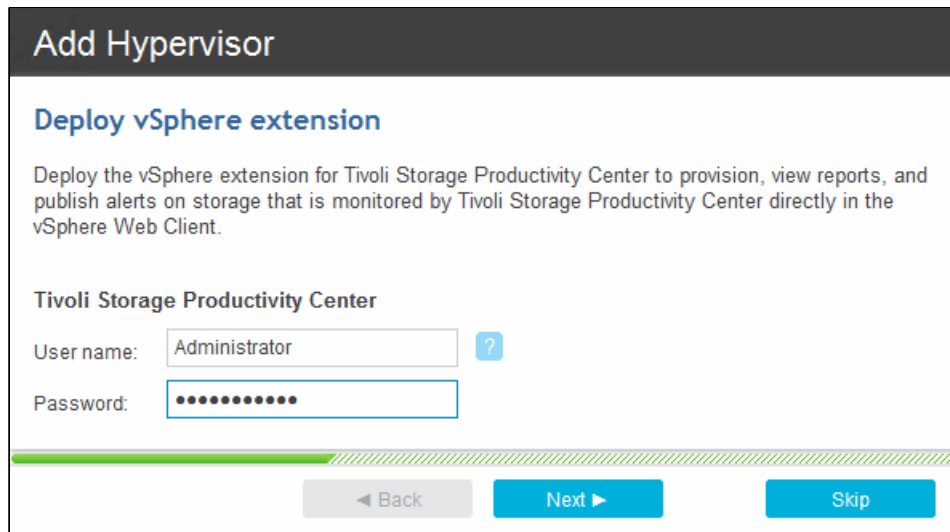 Add Hypervisor
Deploy vSphere extension
Deploy the vSphere extension for Tivoli Storage Productivity Center to provision, view reports, and
publish alerts on storage that is monitored by Tivoli Storage Productivity Center directly in the
vSphere Web Client.
Tivoli Storage Productivity Center
User name: Administrator ?
Password: •••••••••••
◄ Back Next ► Skip